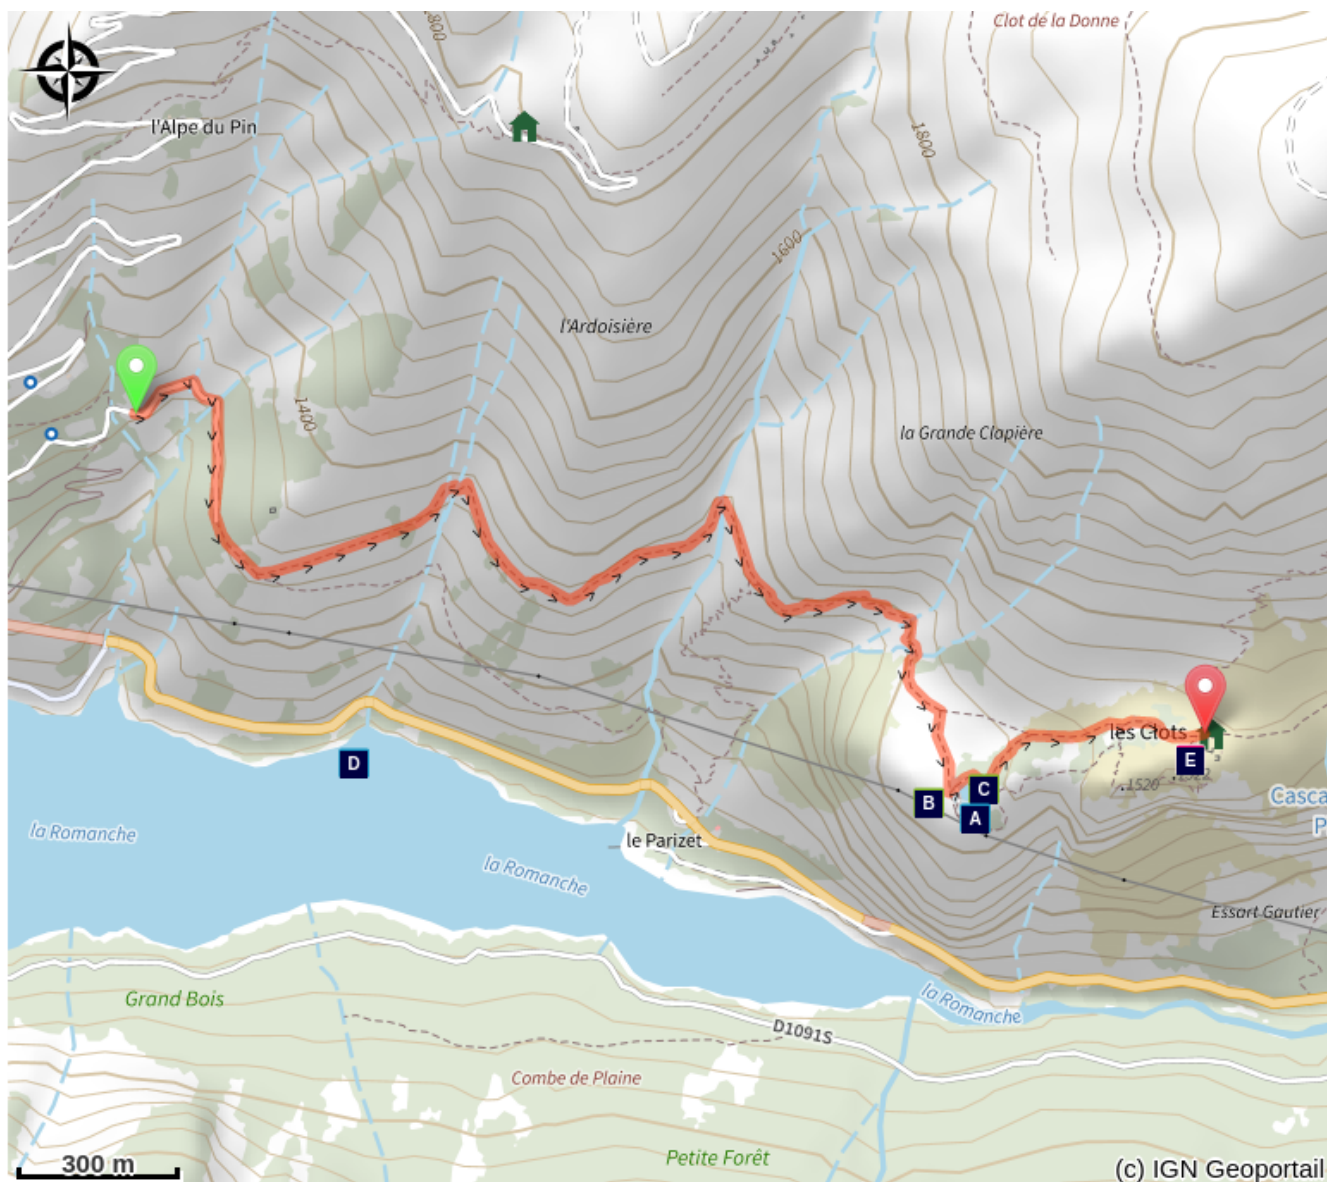 Clot de la Donne
1800
l'Alpe du Pin
1800
1600
l'Ardoisière
1400
la Grande Clapière
les Clots
E
D
1520
1522
B
C
A
Casca
P
la Romanche
le Parizet
la Romanche
Essart Gautier
Grand Bois
la Romanche
D1091S
Combe de Plaine
Petite Forêt
300 m
(c) IGN Geoportail